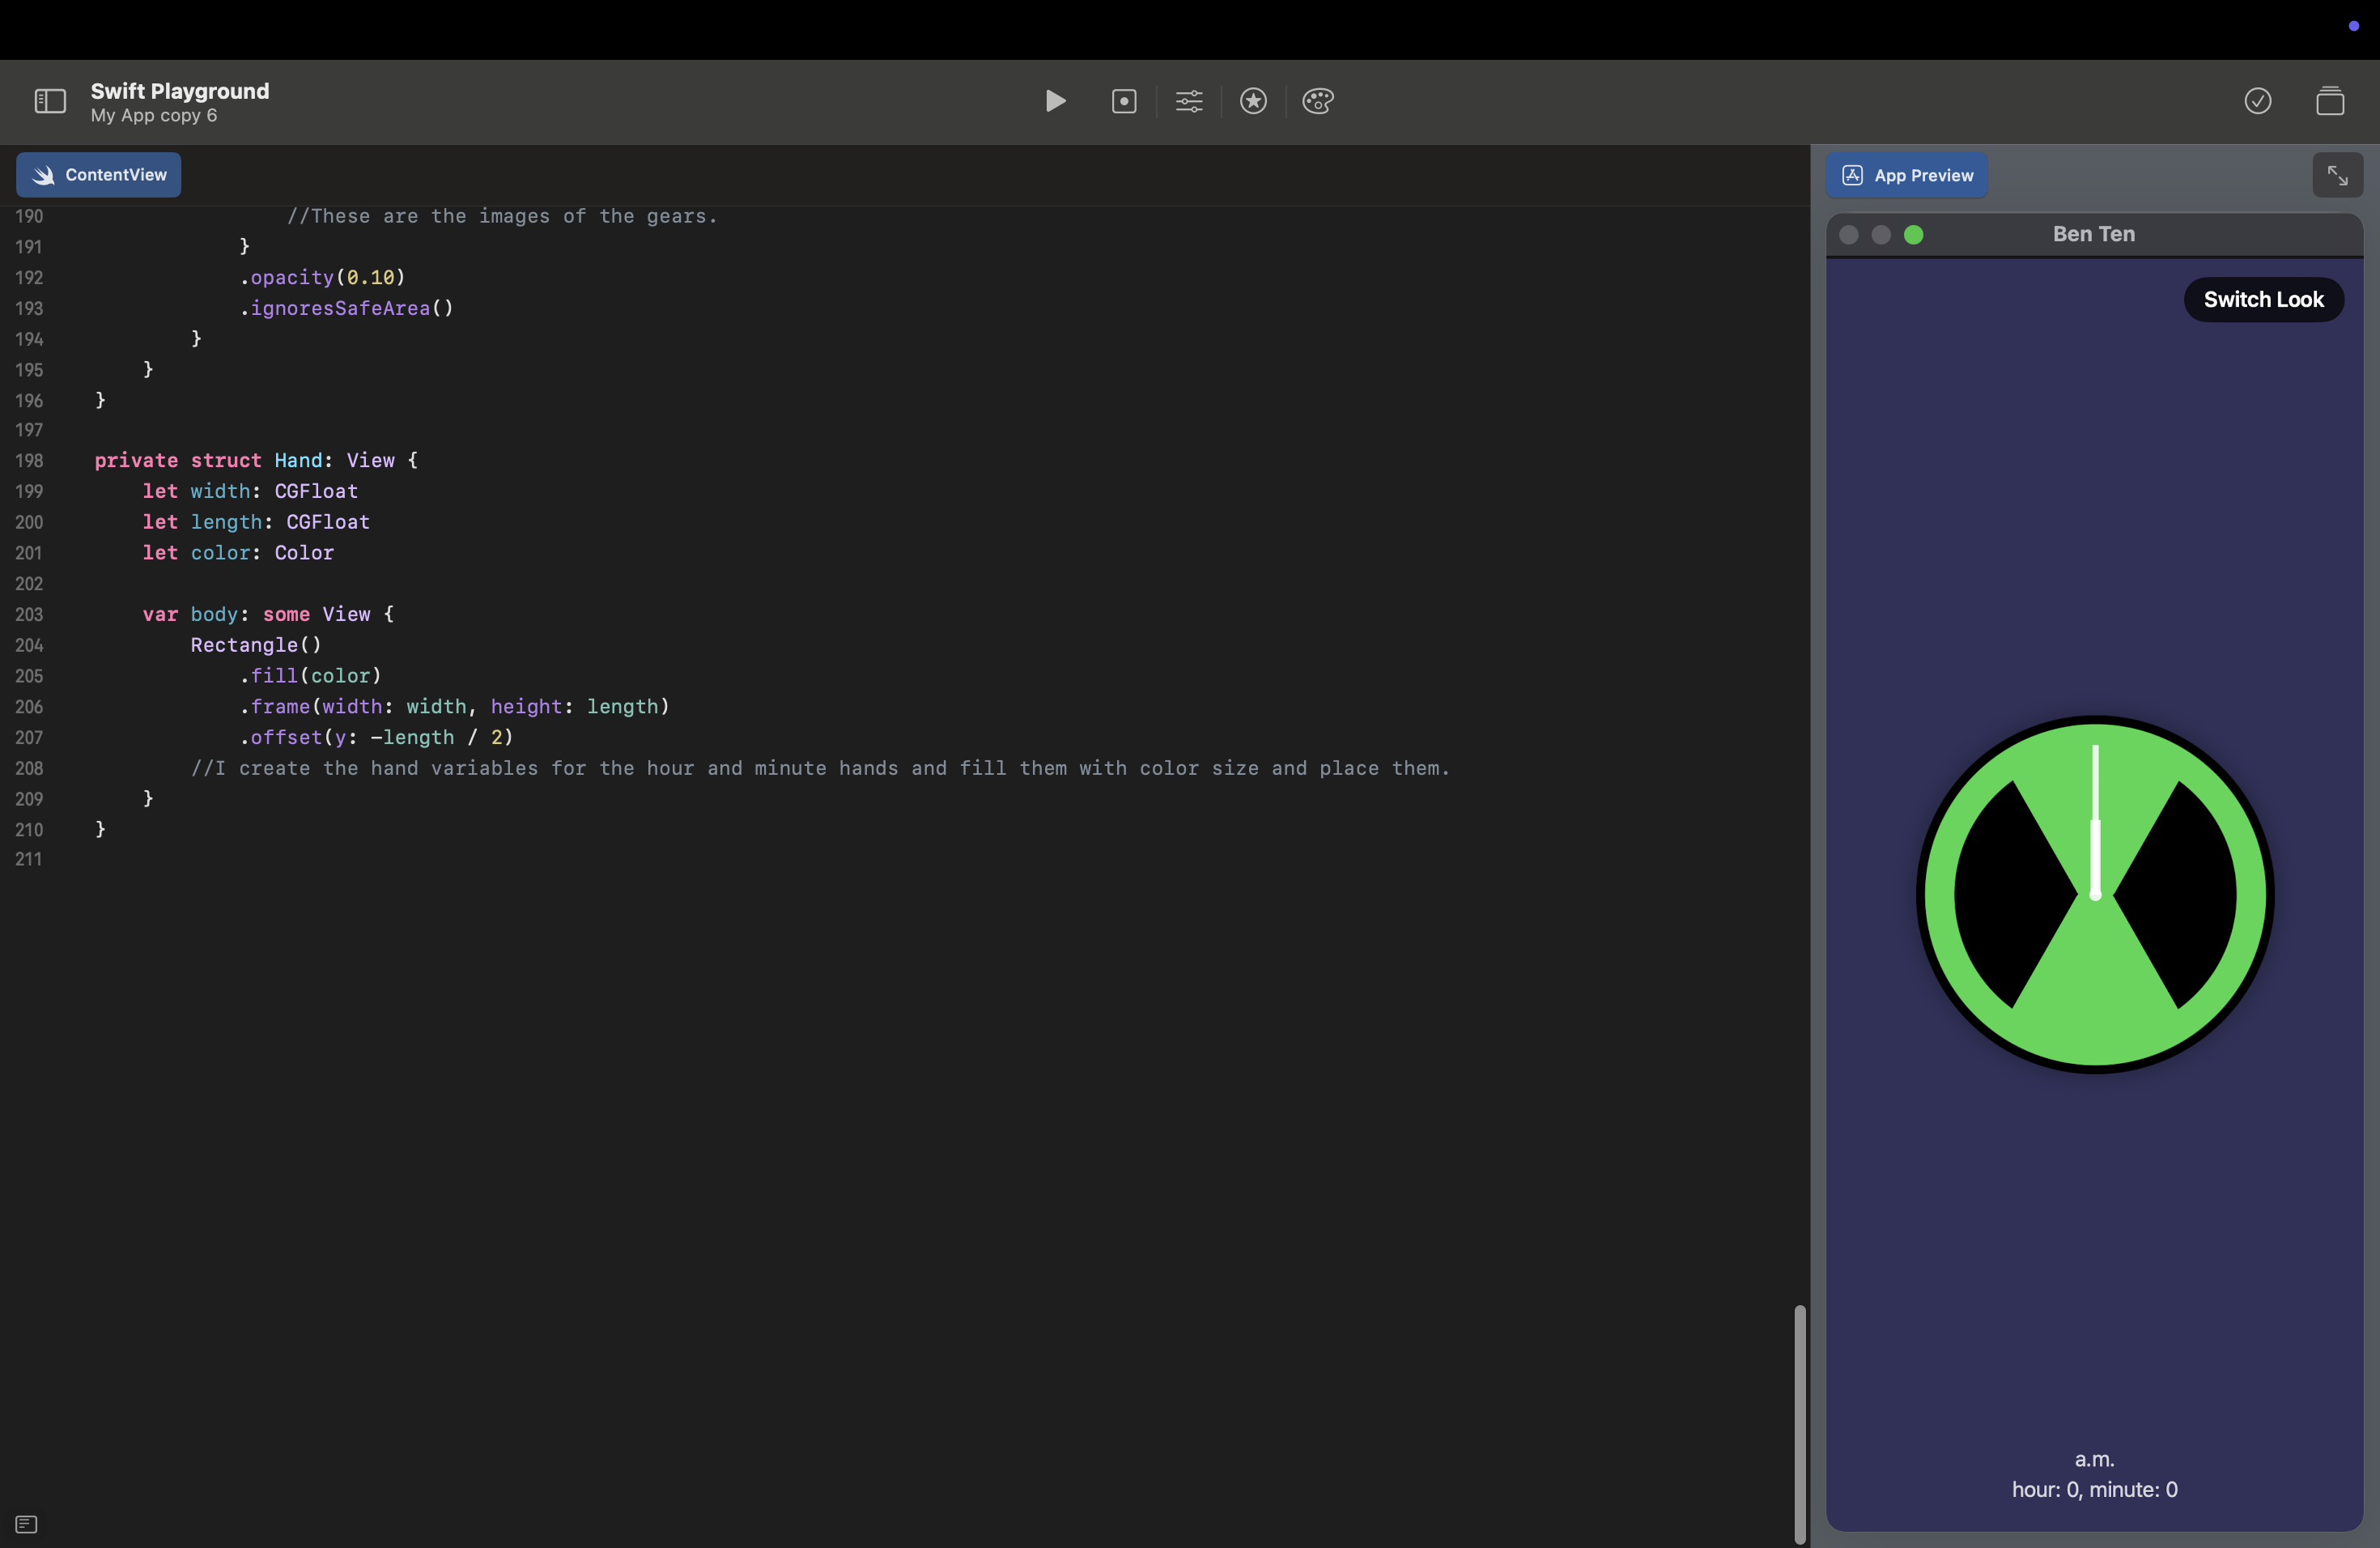 Swift Playground
My App copy 6
ContentView
190 //These are the images of the gears.
191 }
192 .opacity(0.10)
193 .ignoresSafeArea()
194 }
195 }
196 }
197
198 private struct Hand: View {
199 let width: CGFloat
200 let length: CGFloat
201 let color: Color
202
203 var body: some View {
204 Rectangle()
205 .fill(color)
206 .frame(width: width, height: length)
207 .offset(y: -length / 2)
208 //I create the hand variables for the hour and minute hands and fill them with color size and place them.
209 }
210 }
211
App Preview
Ben Ten
Switch Look
a.m.
hour: 0, minute: 0